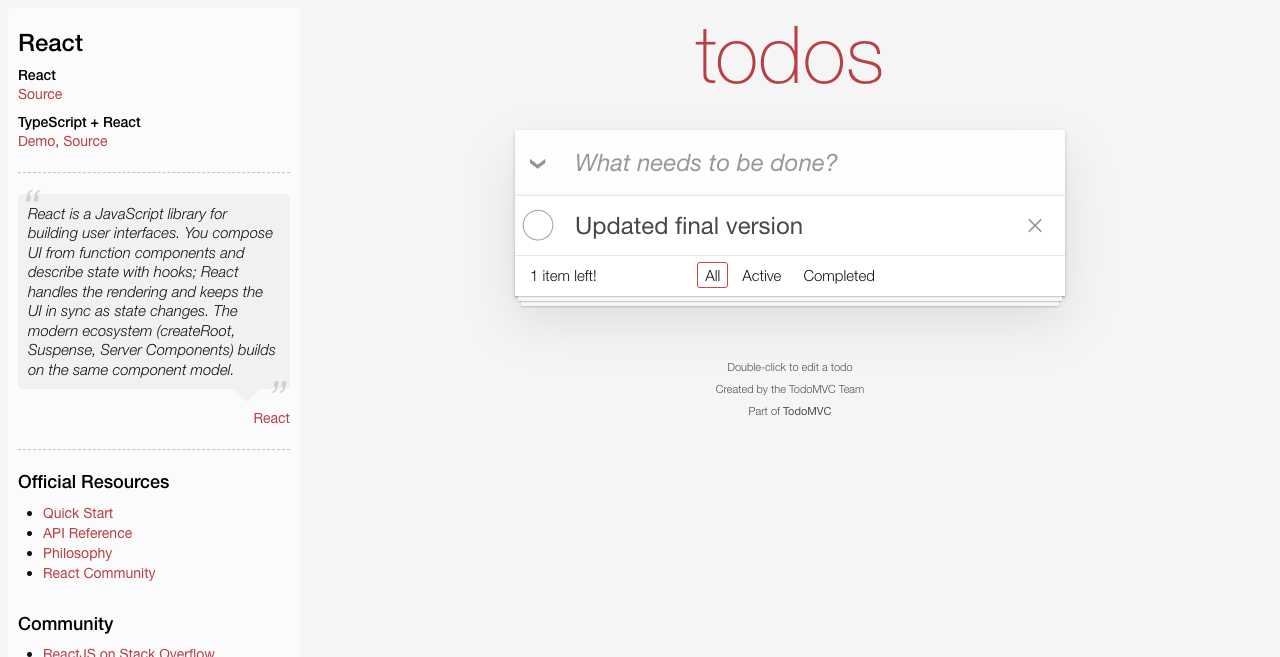 React
React
Source
TypeScript + React
Demo, Source
“
React is a JavaScript library for
building user interfaces. You compose
UI from function components and
describe state with hooks; React
handles the rendering and keeps the
UI in sync as state changes. The
modern ecosystem (createRoot,
Suspense, Server Components) builds
on the same component model.
”
React
Official Resources
Quick Start
API Reference
Philosophy
React Community
Community
ReactJS on Stack Overflow
todos
What needs to be done?
Updated final version
1 item left!
All Active Completed
Double-click to edit a todo
Created by the TodoMVC Team
Part of TodoMVC